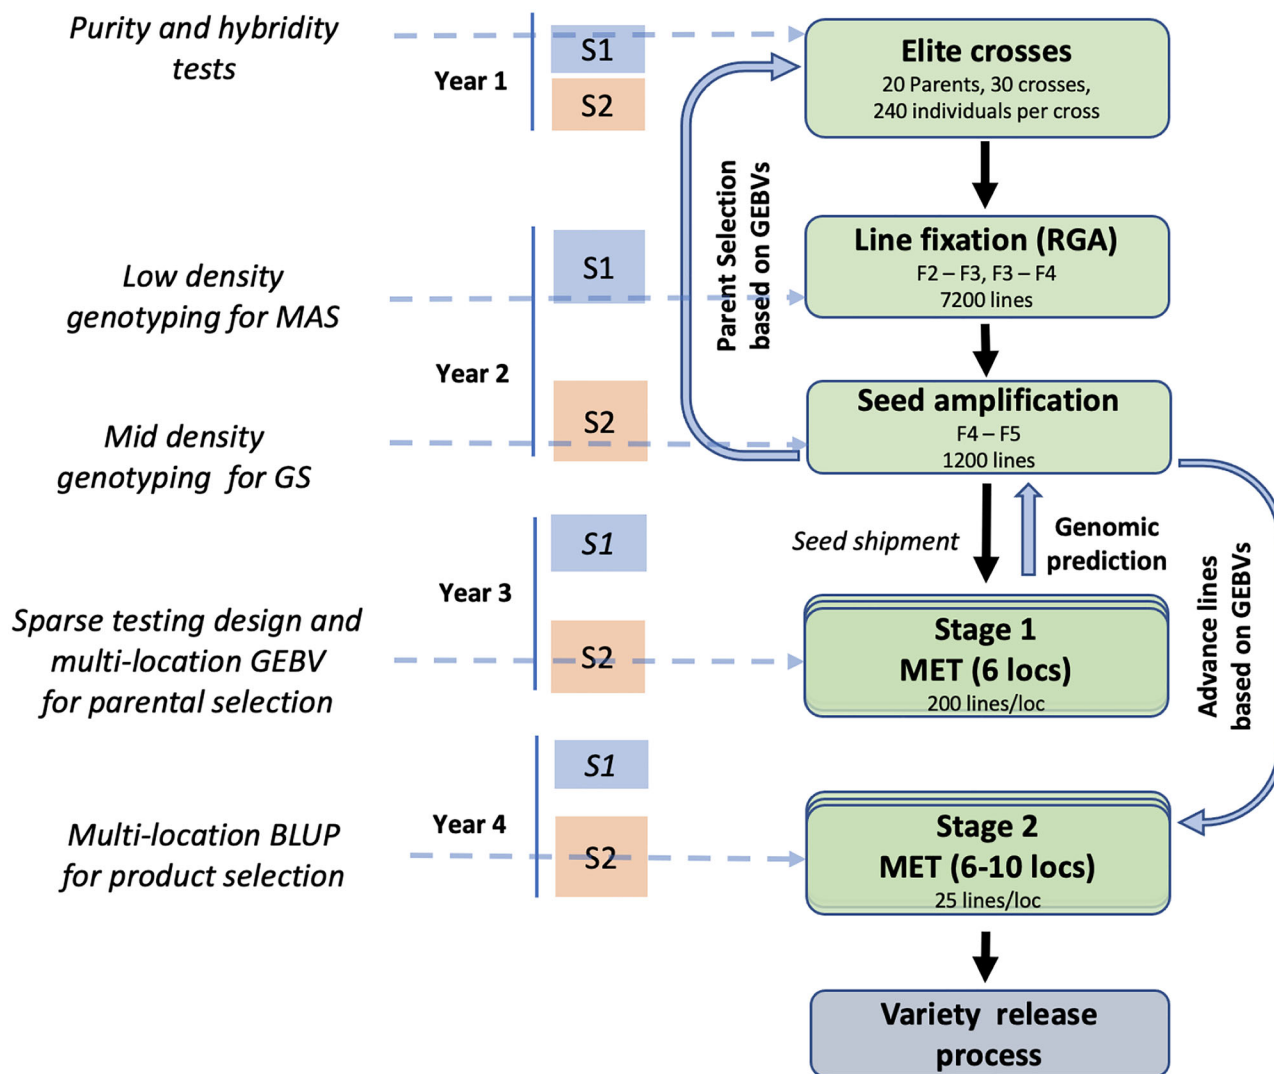 Purity and hybridity
tests
Year 1
S1
S2
Elite crosses
20 Parents, 30 crosses,
240 individuals per cross
Parent Selection
based on GEBVs
Low density
genotyping for MAS
Year 2
S1
Line fixation (RGA)
F2 – F3, F3 – F4
7200 lines
Mid density
genotyping for GS
S2
Seed amplification
F4 – F5
1200 lines
Seed shipment
Genomic
prediction
Advance lines
based on GEBVs
Sparse testing design and
multi-location GEBV
for parental selection
Year 3
S1
S2
Stage 1
MET (6 locs)
200 lines/loc
Multi-location BLUP
for product selection
Year 4
S1
S2
Stage 2
MET (6-10 locs)
25 lines/loc
Variety release
process